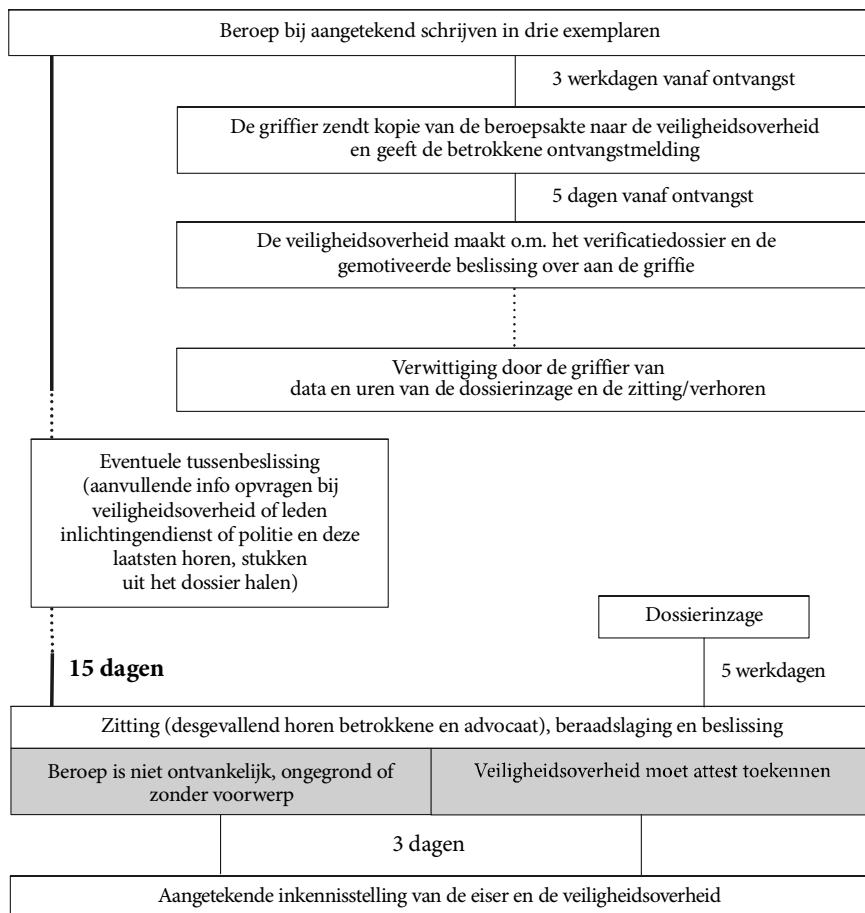 Beroep bij aangetekend schrijven in drie exemplaren
3 werkdagen vanaf ontvangst
De griffier zendt kopie van de beroepsakte naar de veiligheidsoverheid
en geeft de betrokkene ontvangstmelding
5 dagen vanaf ontvangst
De veiligheidsoverheid maakt o.m. het verificatiedossier en de
gemotiveerde beslissing over aan de griffie
Verwittiging door de griffier van
data en uren van de dossierinzage en de zitting/verhoren
Eventuele tussenbeslissing
(aanvullende info opvragen bij
veiligheidsoverheid of leden
inlichtingendienst of politie en deze
laatsten horen, stukken
uit het dossier halen)
Dossierinzage
15 dagen
5 werkdagen
Zitting (desgevallend horen betrokkene en advocaat), beraadslaging en beslissing
Beroep is niet ontvankelijk, ongegrond of
zonder voorwerp
Veiligheidsoverheid moet attest toekennen
3 dagen
Aangetekende inkennisstelling van de eiser en de veiligheidsoverheid